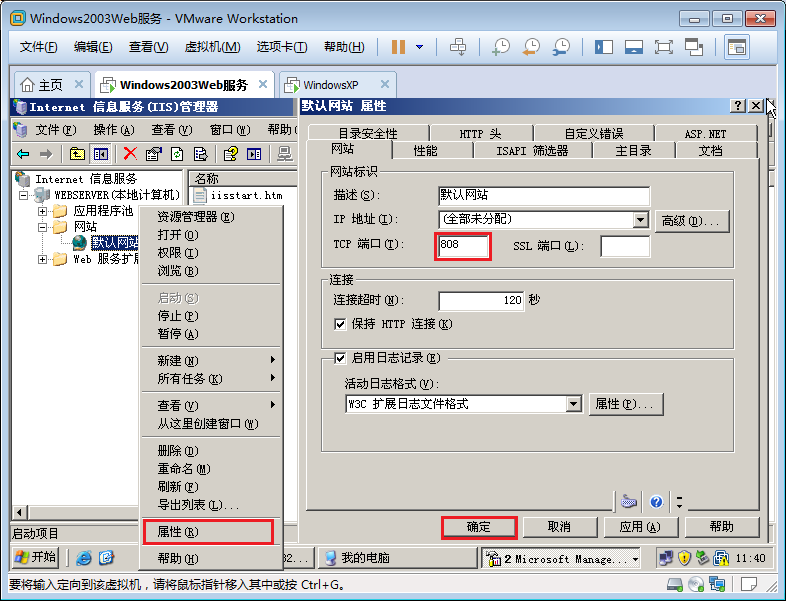 Windows2003Web服务 - VMware Workstation
文件(F) 编辑(E) 查看(V) 虚拟机(M) 选项卡(T) 帮助(H)
主页 Windows2003Web服务 WindowsXP
Internet 信息服务(IIS)管理器
文件(F) 操作(A) 查看(V) 窗口(W) 帮助(
Internet 信息服务
WEBSERVER(本地计算机)
应用程序池
网站
默认网站
Web 服务扩展
名称
iisstart.htm
资源管理器(E)
打开(O)
权限(I)
浏览(B)
启动(S)
停止(P)
暂停(A)
新建(N)
所有任务(K)
查看(V)
从这里创建窗口(W)
删除(D)
重命名(M)
刷新(F)
导出列表(L)...
属性(R)
帮助(H)
默认网站 属性
目录安全性 HTTP 头 自定义错误 ASP.NET
网站 性能 ISAPI 筛选器 主目录 文档
网站标识
描述(S): 默认网站
IP 地址(I): (全部未分配) 高级(D)...
TCP 端口(T): 808 SSL 端口(L):
连接
连接超时(N): 120 秒
保持 HTTP 连接(K)
启用日志记录(E)
活动日志格式(V):
W3C 扩展日志文件格式 属性(P)...
确定 取消 应用(A) 帮助
启动项目
开始 32... 我的电脑 2 Microsoft Manage... 11:40
要将输入定向到该虚拟机，请将鼠标指针移入其中或按 Ctrl+G。